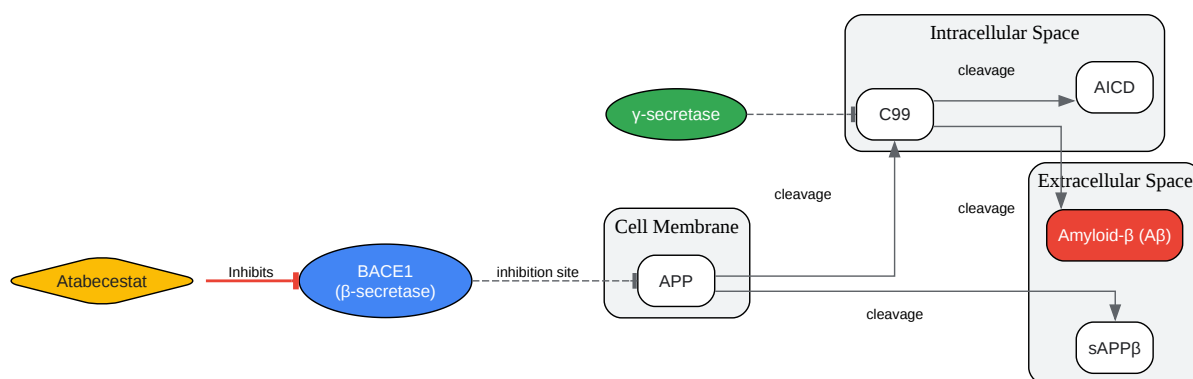 Intracellular Space
cleavage
AICD
γ-secretase
C99
cleavage
cleavage
Extracellular Space
Cell Membrane
Amyloid-β (Aβ)
Atabecestat
Inhibits
BACE1
(β-secretase)
inhibition site
APP
cleavage
sAPPβ